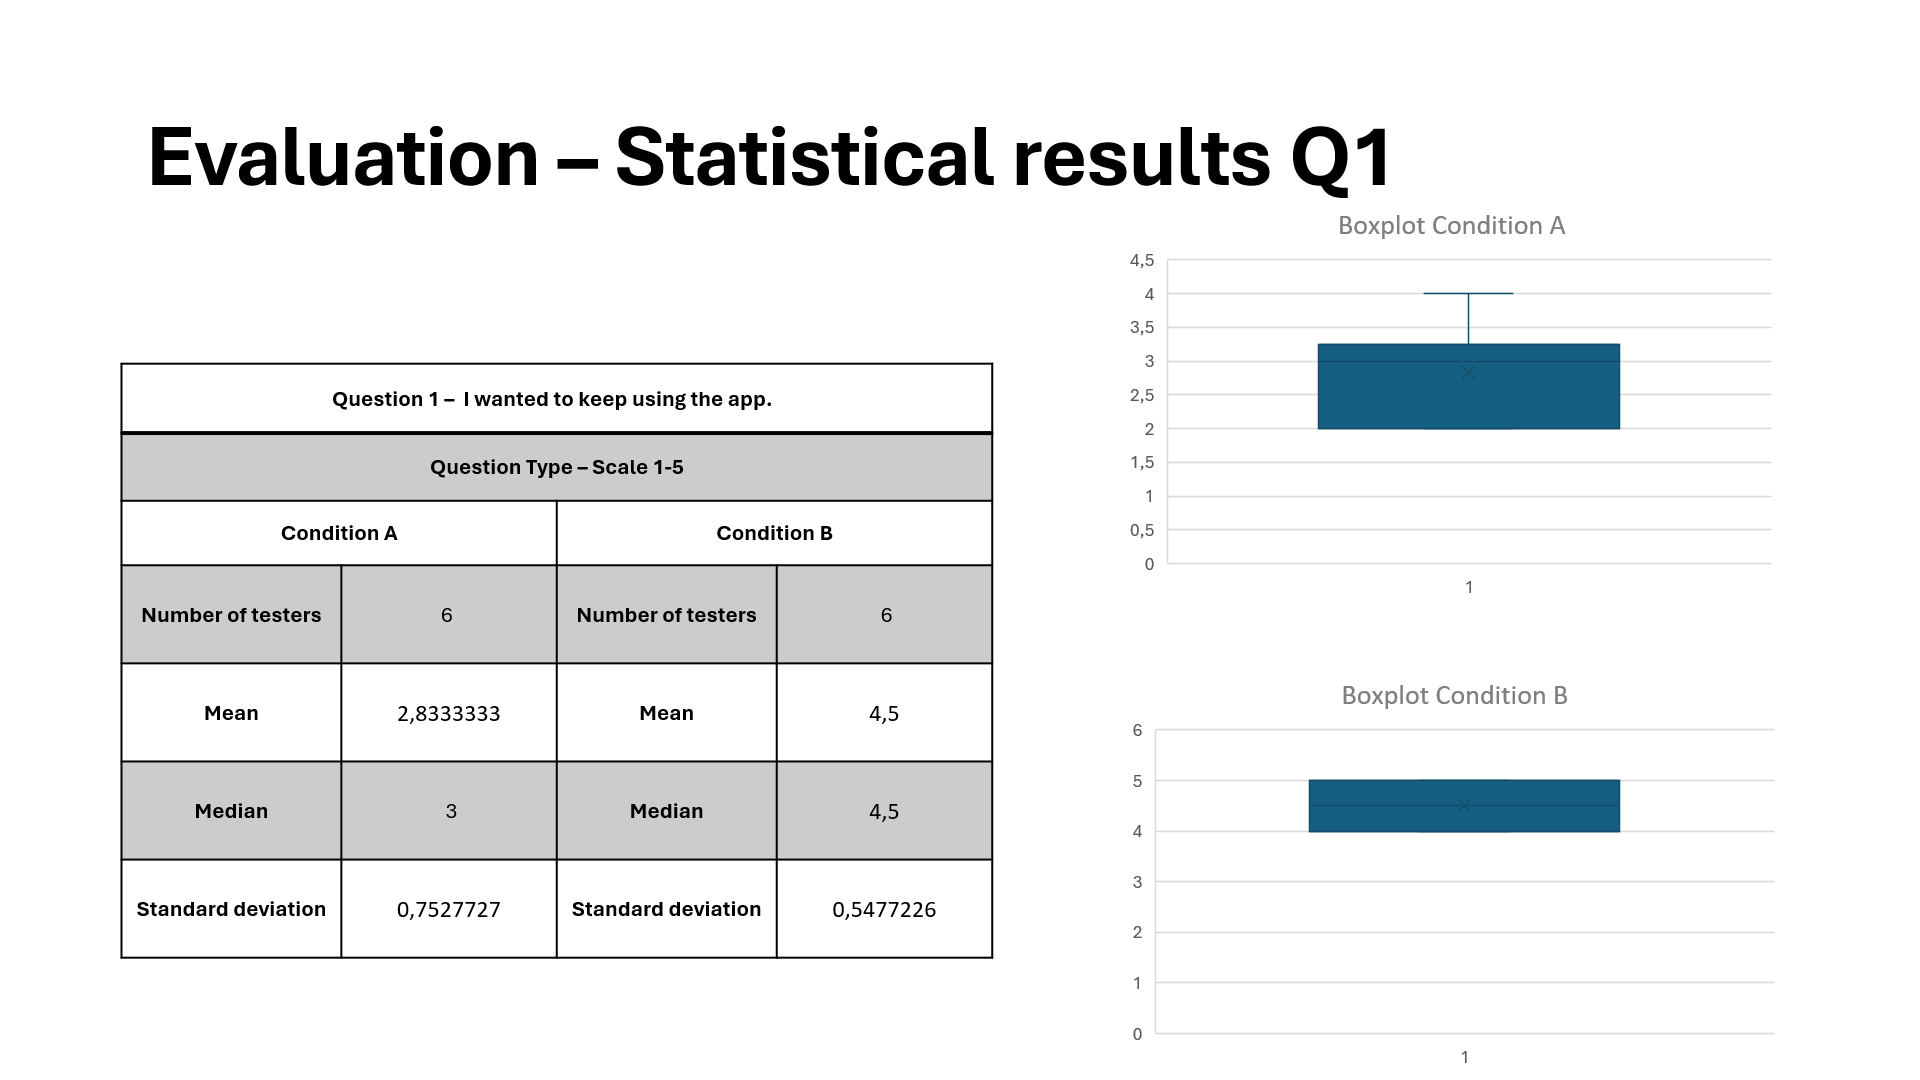 Evaluation – Statistical results Q1
Question 1 – I wanted to keep using the app.
Question Type – Scale 1-5
Condition A Condition B
Number of testers 6 Number of testers 6
Mean 2,8333333 Mean 4,5
Median 3 Median 4,5
Standard deviation 0,7527727 Standard deviation 0,5477226
Boxplot Condition A
4,5
4
3,5
3
2,5
2
1,5
1
0,5
0
1
Boxplot Condition B
6
5
4
3
2
1
0
1